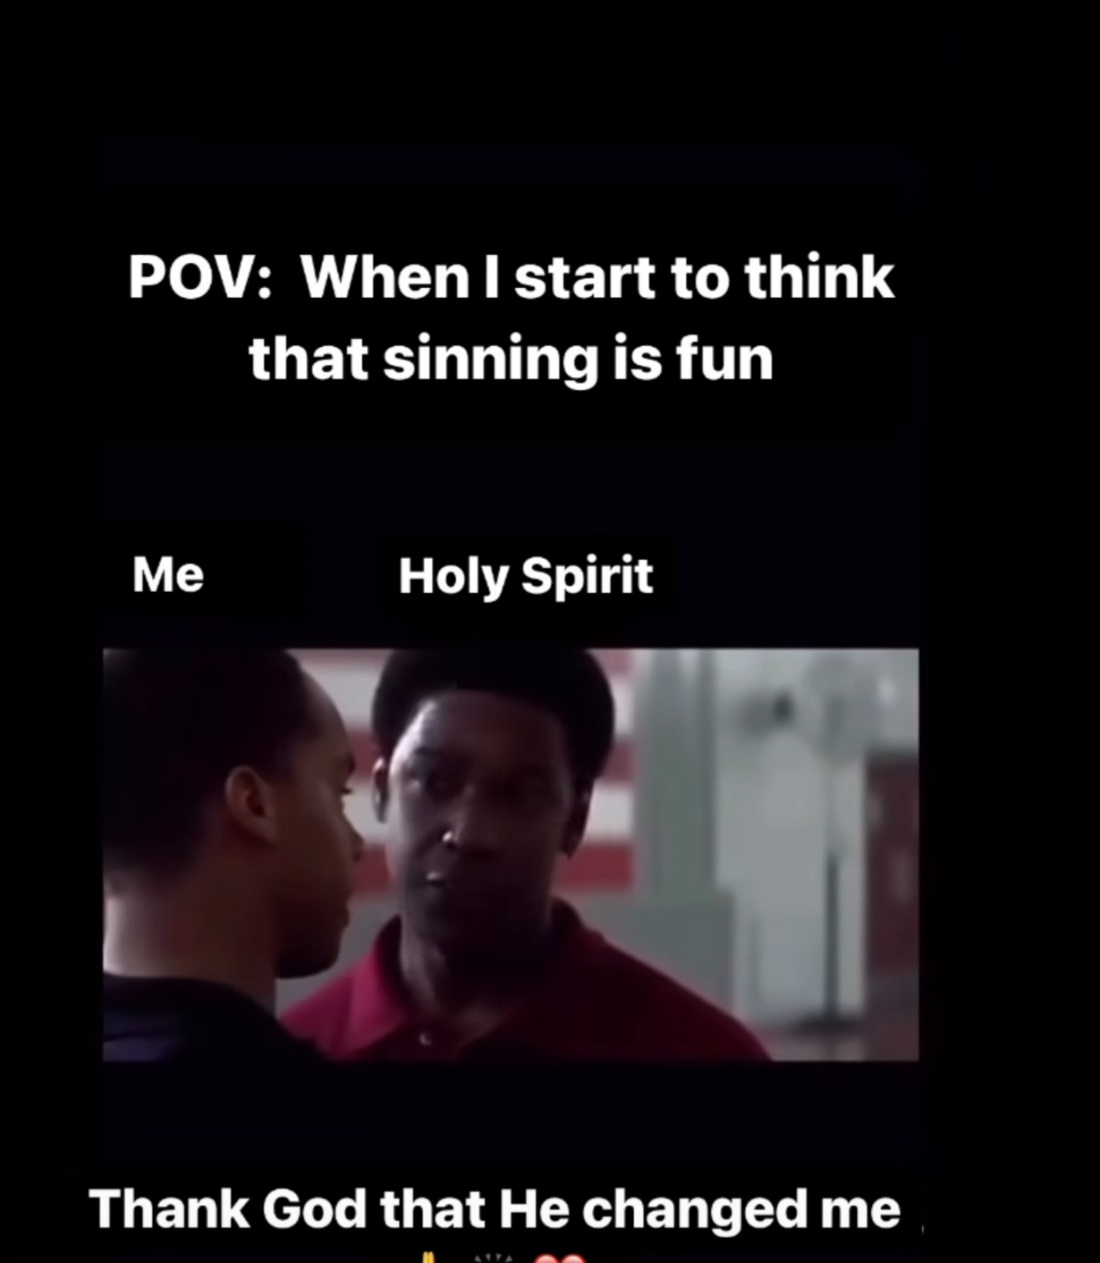 POV: When I start to think
that sinning is fun
Me
Holy Spirit
Thank God that He changed me